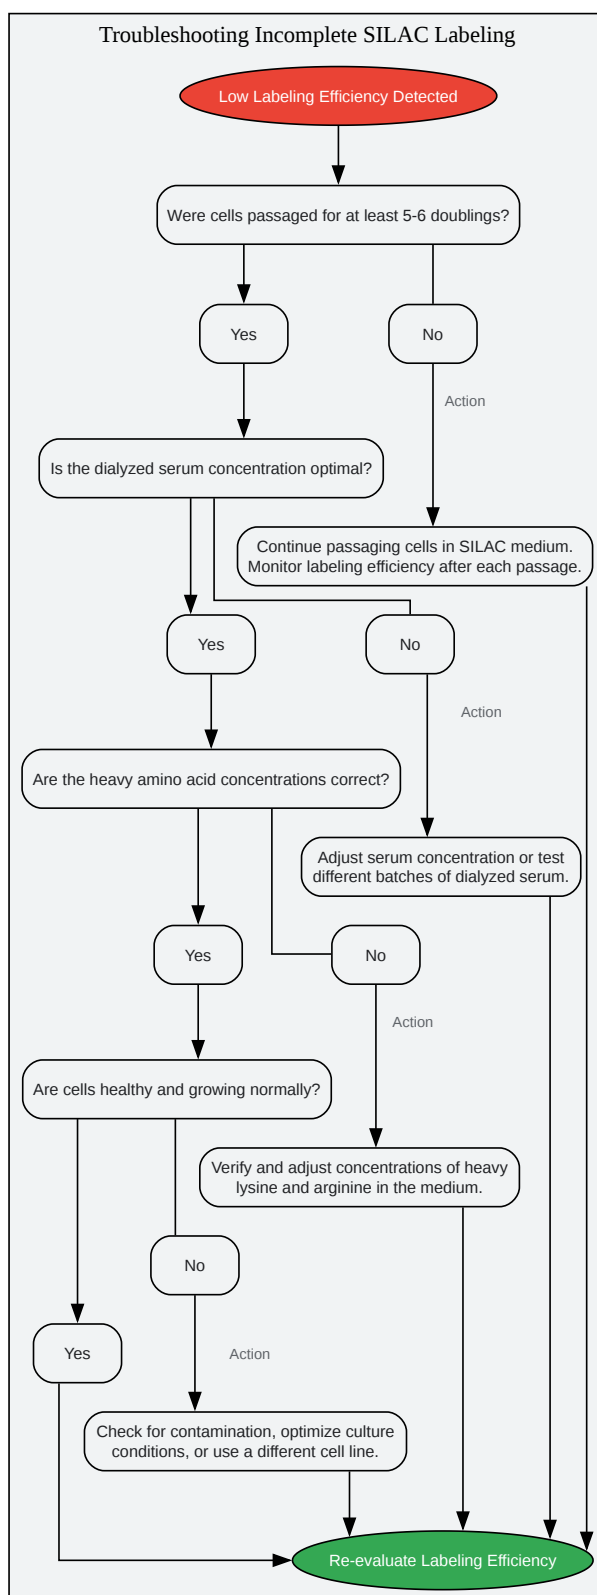 Troubleshooting Incomplete SILAC Labeling
Low Labeling Efficiency Detected
Were cells passaged for at least 5-6 doublings?
Yes
No
Action
Is the dialyzed serum concentration optimal?
Continue passaging cells in SILAC medium.
Monitor labeling efficiency after each passage.
Yes
No
Action
Are the heavy amino acid concentrations correct?
Adjust serum concentration or test
different batches of dialyzed serum.
Yes
No
Action
Are cells healthy and growing normally?
Verify and adjust concentrations of heavy
lysine and arginine in the medium.
No
Yes
Action
Check for contamination, optimize culture
conditions, or use a different cell line.
Re-evaluate Labeling Efficiency